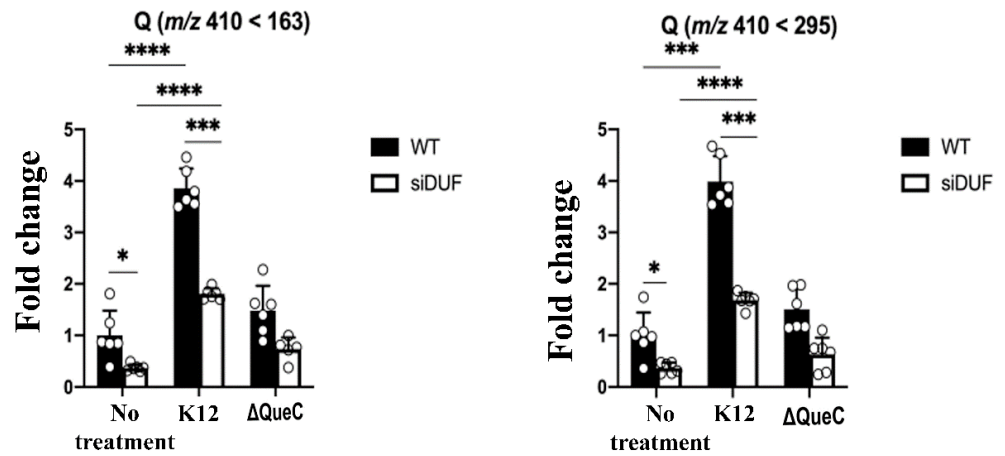 Q (m/z 410 < 163)
****
****
***
*
5
4
3
2
1
0
Fold change
No treatment
K12
ΔQueC
WT
siDUF
Q (m/z 410 < 295)
***
****
***
*
5
4
3
2
1
0
Fold change
No treatment
K12
ΔQueC
WT
siDUF